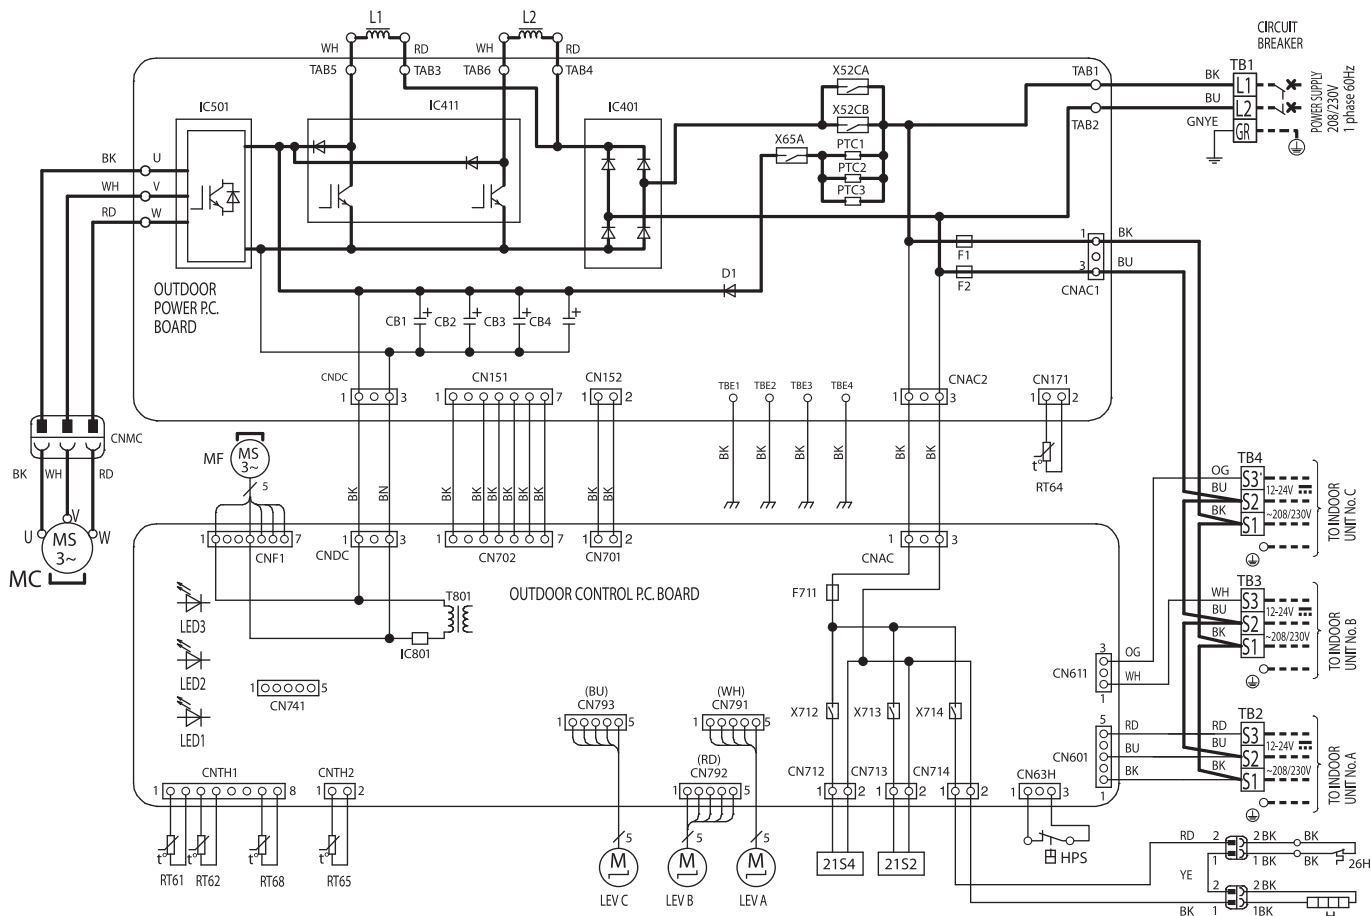 L1
L2
CIRCUIT
BREAKER
WH
RD
WH
RD
TAB5
TAB3
TAB6
TAB4
X52CA
TAB1
BK
TB1
L1
BU
L2
GNYE
GR
POWER SUPPLY
208/230V
1 phase 60Hz
IC501
IC411
IC401
X52CB
TAB2
X65A
PTC1
PTC2
PTC3
BK
U
WH
V
RD
W
1
BK
F1
3
BU
F2
CNAC1
D1
OUTDOOR
POWER P.C.
BOARD
CB1
+
CB2
+
CB3
+
CB4
+
CNDC
1
3
CN151
1
7
CN152
1
2
TBE1
TBE2
TBE3
TBE4
CNAC2
1
3
CN171
1
2
CNMC
BK
WH
RD
MF
MS
3~
5
BK
BN
BK
BK
BK
BK
BK
BK
BK
BK
BK
BK
BK
BK
BK
BK
t°
RT64
TB4
OG
S3'
BU
12-24V
S2
BK
~208/230V
S1
TO INDOOR
UNIT No.C
U
V
W
MS
3~
MC
1
7
CNF1
1
3
CNDC
1
7
CN702
1
2
CN701
1
3
CNAC
OUTDOOR CONTROL P.C. BOARD
T801
IC801
F711
LED3
LED2
LED1
1
5
CN741
TB3
WH
S3
BU
12-24V
S2
BK
~208/230V
S1
TO INDOOR
UNIT No.B
3
OG
CN611
WH
1
(BU)
CN793
1
5
(WH)
CN791
1
5
(RD)
CN792
1
5
X712
X713
X714
5
RD
RD
CN601
BU
BK
1
TB2
S3
BU
12-24V
S2
BK
~208/230V
S1
TO INDOOR
UNIT No.A
CNTH1
1
8
CNTH2
1
2
CN712
1
2
CN713
1
2
CN714
1
2
CN63H
1
3
t°
RT61
t°
RT62
t°
RT68
t°
RT65
5
M
LEV C
5
M
LEV B
5
M
LEV A
21S4
21S2
HPS
RD
2
2
BK
BK
1
1
BK
BK
26H
YE
2
2
BK
BK
1
1
BK
H